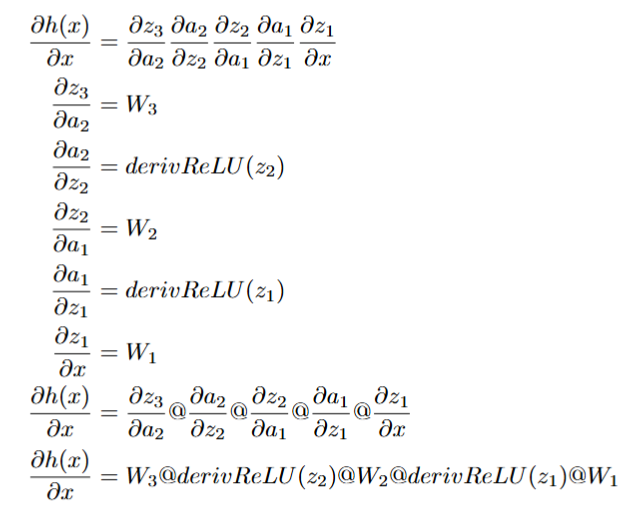 ∂h(x)/∂x = ∂z₃/∂a₂ ∂a₂/∂z₂ ∂z₂/∂a₁ ∂a₁/∂z₁ ∂z₁/∂x
∂z₃/∂a₂ = W₃
∂a₂/∂z₂ = derivReLU(z₂)
∂z₂/∂a₁ = W₂
∂a₁/∂z₁ = derivReLU(z₁)
∂z₁/∂x = W₁
∂h(x)/∂x = ∂z₃/∂a₂ @ ∂a₂/∂z₂ @ ∂z₂/∂a₁ @ ∂a₁/∂z₁ @ ∂z₁/∂x
∂h(x)/∂x = W₃@derivReLU(z₂)@W₂@derivReLU(z₁)@W₁